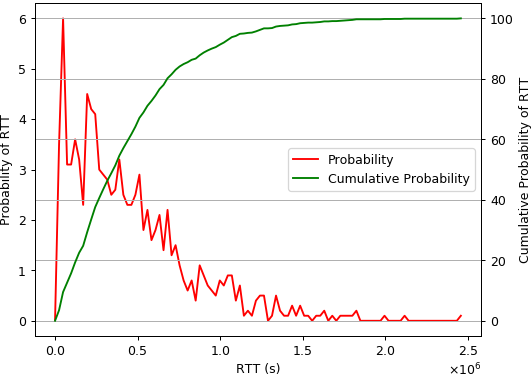 6
5
4
3
2
1
0
Probability of RTT
100
80
60
40
20
0
Cumulative Probability of RTT
Probability
Cumulative Probability
0.0 0.5 1.0 1.5 2.0 2.5
RTT (s)
×10⁶